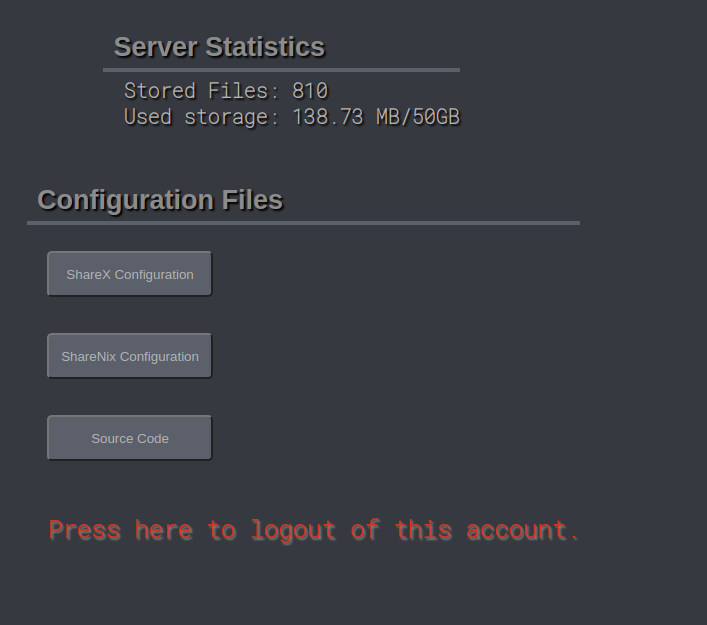 Server Statistics
Stored Files: 810
Used storage: 138.73 MB/50GB
Configuration Files
ShareX Configuration
ShareNix Configuration
Source Code
Press here to logout of this account.